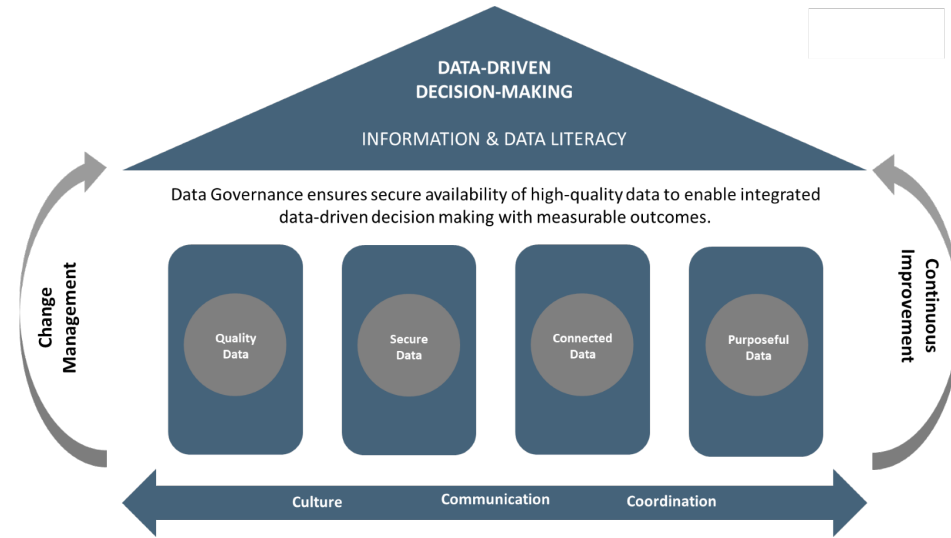 DATA-DRIVEN
DECISION-MAKING
INFORMATION & DATA LITERACY
Data Governance ensures secure availability of high-quality data to enable integrated
data-driven decision making with measurable outcomes.
Change
Management
Quality
Data
Secure
Data
Connected
Data
Purposeful
Data
Continuous
Improvement
Culture
Communication
Coordination